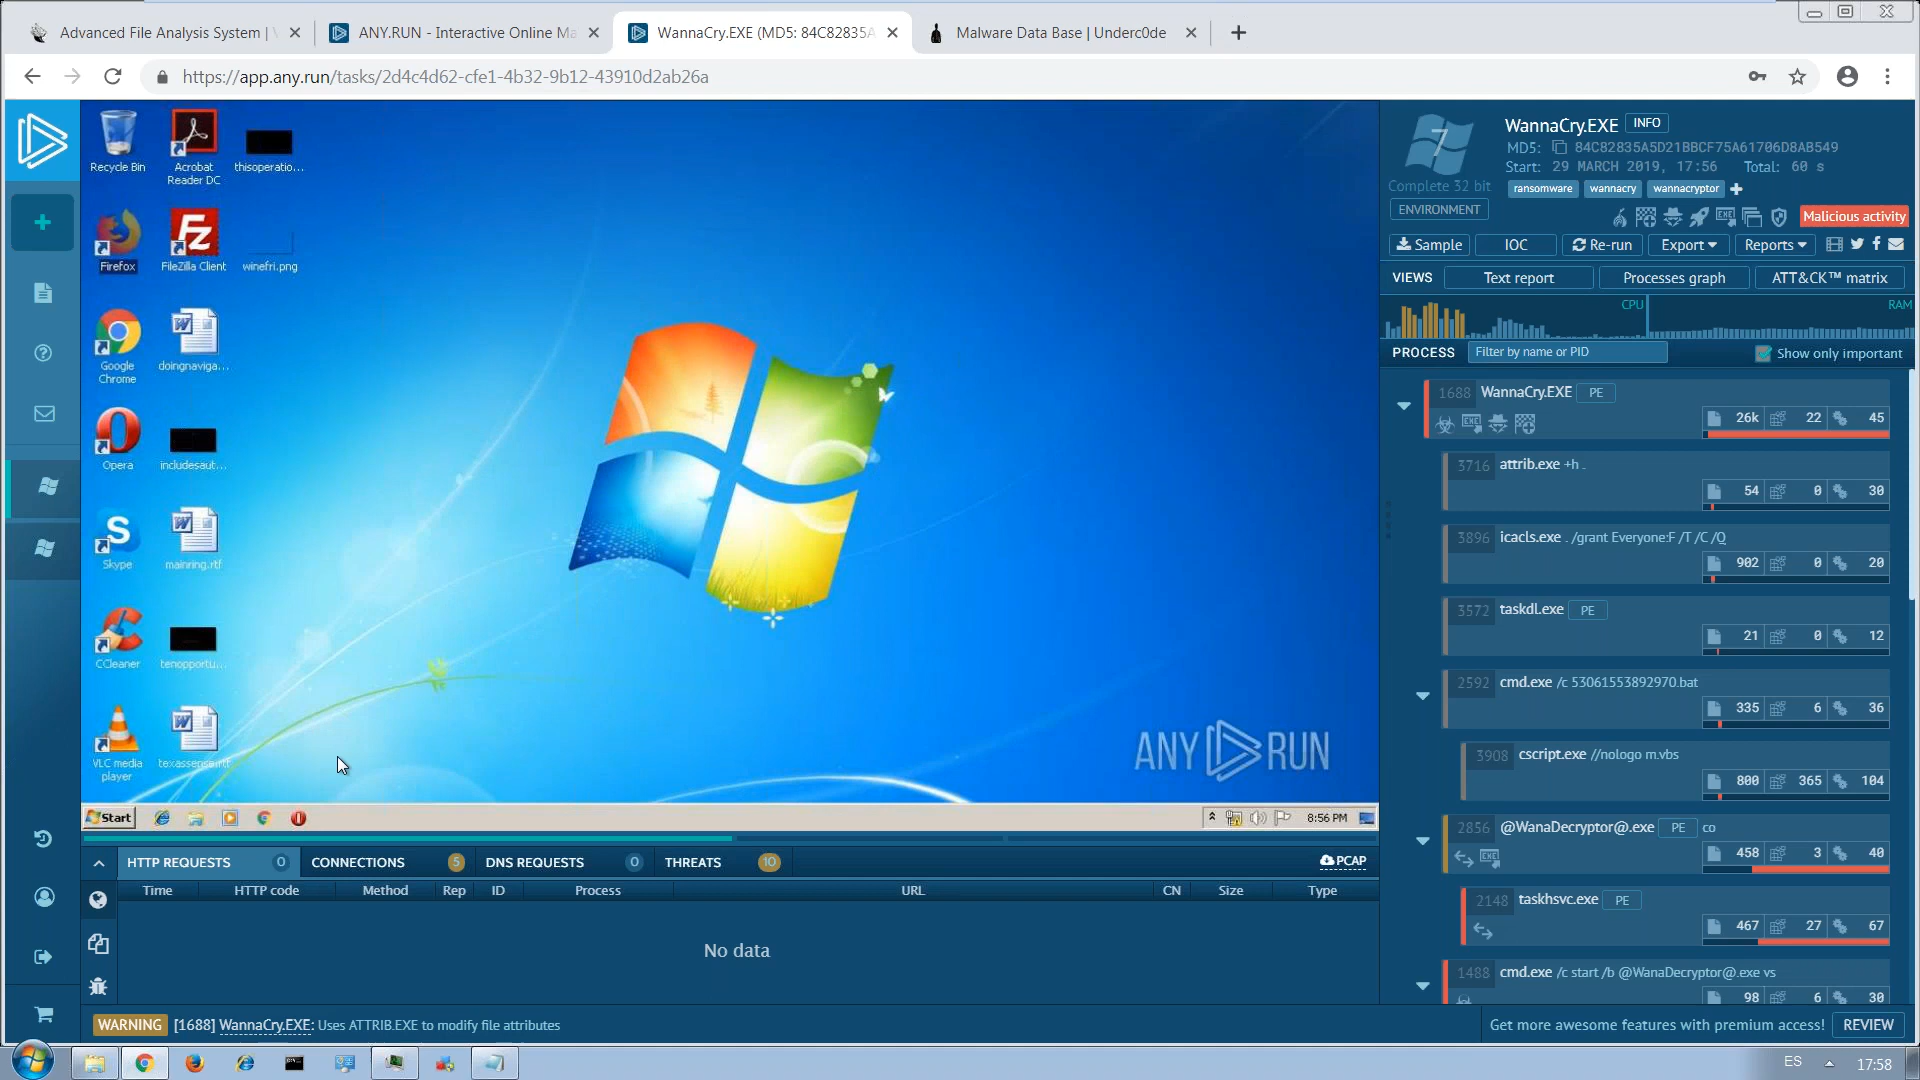 Advanced File Analysis System |
ANY.RUN - Interactive Online Ma
WannaCry.EXE (MD5: 84C82835A
Malware Data Base | Underc0de
https://app.any.run/tasks/2d4c4d62-cfe1-4b32-9b12-43910d2ab26a
Recycle Bin
Acrobat Reader DC
thisoperatio...
Firefox
FileZilla Client
winefri.png
Google Chrome
doingnaviga...
Opera
includesaut...
Skype
mainring.rtf
CCleaner
tenopportu...
VLC media player
texassense.rtf
ANY RUN
Start
8:56 PM
WannaCry.EXE INFO
MD5: 84C82835A5D21BBCF75A61706D8AB549
Start: 29 MARCH 2019, 17:56 Total: 60 s
7
Complete 32 bit
ransomware wannacry wannacryptor +
ENVIRONMENT
Malicious activity
Sample IOC Re-run Export Reports
VIEWS Text report Processes graph ATT&CK™ matrix
CPU RAM
PROCESS Filter by name or PID Show only important
1688 WannaCry.EXE PE
26k 22 45
3716 attrib.exe +h .
54 0 30
3896 icacls.exe . /grant Everyone:F /T /C /Q
902 0 20
3572 taskdl.exe PE
21 0 12
2592 cmd.exe /c 53061553892970.bat
335 6 36
3908 cscript.exe //nologo m.vbs
800 365 104
2856 @WanaDecryptor@.exe PE co
458 3 40
2148 taskhsvc.exe PE
467 27 67
1488 cmd.exe /c start /b @WanaDecryptor@.exe vs
98 6 30
HTTP REQUESTS 0 CONNECTIONS 5 DNS REQUESTS 0 THREATS 10 PCAP
Time HTTP code Method Rep ID Process URL CN Size Type
No data
WARNING [1688] WannaCry.EXE: Uses ATTRIB.EXE to modify file attributes
Get more awesome features with premium access! REVIEW
ES 17:58